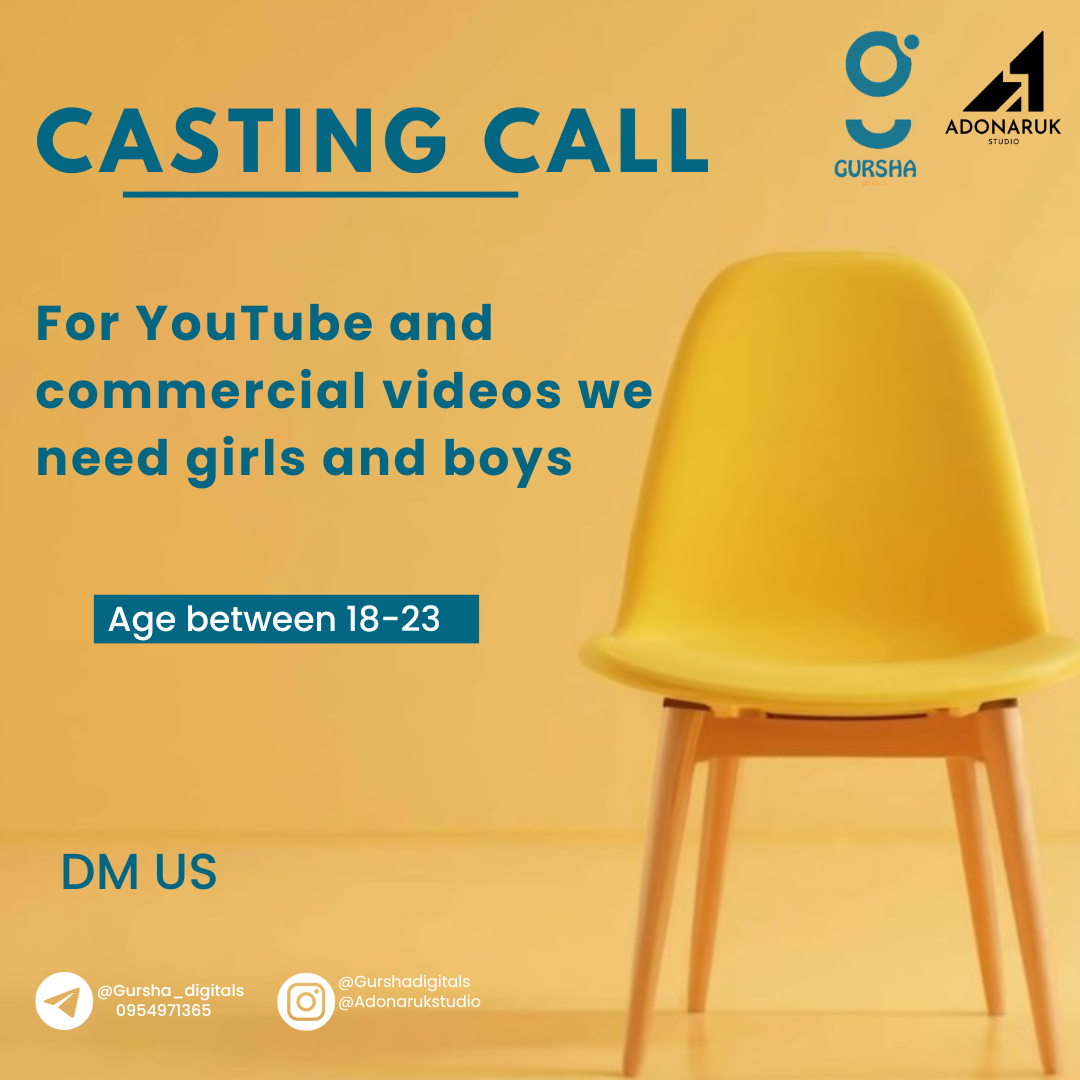 CASTING CALL
GURSHA
ADONARUK
STUDIO
For YouTube and
commercial videos we
need girls and boys
Age between 18-23
DM US
@Gursha_digitals
0954971365
@Gurshadigitals
@Adonarukstudio